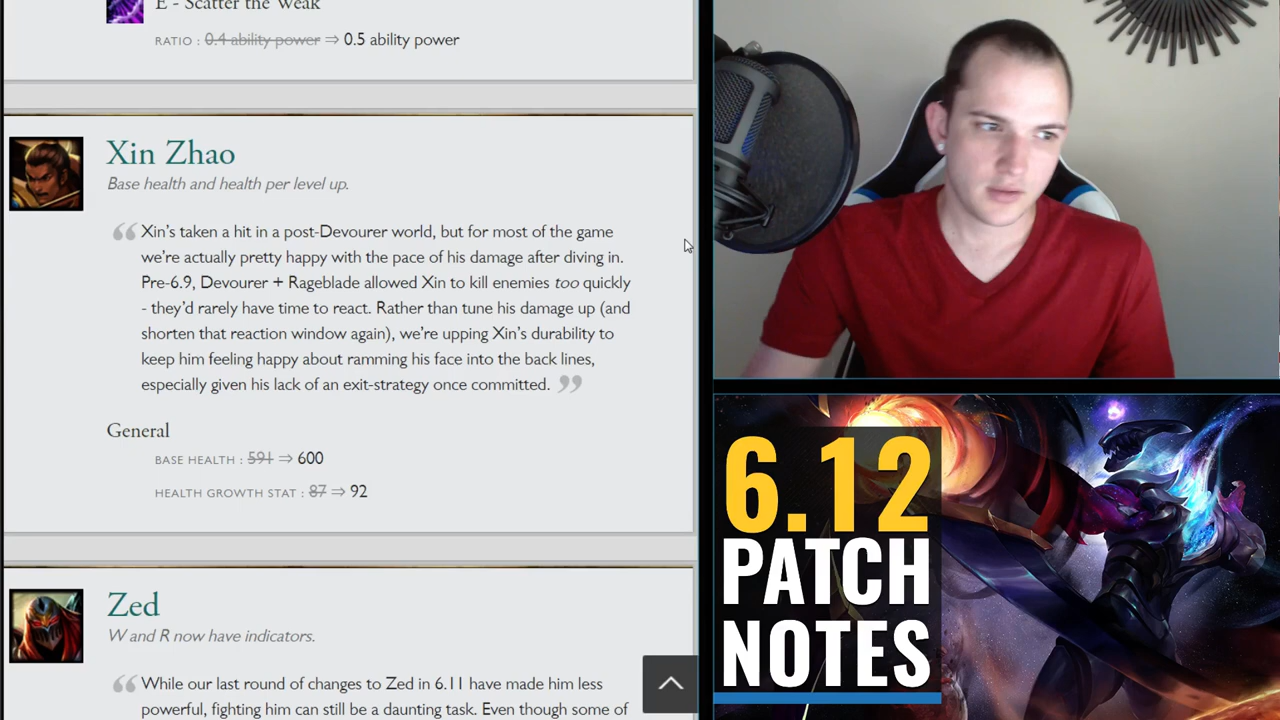 E - Scatter the Weak
RATIO : 0.4 ability power ⇒ 0.5 ability power
Xin Zhao
Base health and health per level up.
“ Xin’s taken a hit in a post-Devourer world, but for most of the game
we’re actually pretty happy with the pace of his damage after diving in.
Pre-6.9, Devourer + Rageblade allowed Xin to kill enemies too quickly
- they’d rarely have time to react. Rather than tune his damage up (and
shorten that reaction window again), we’re upping Xin’s durability to
keep him feeling happy about ramming his face into the back lines,
especially given his lack of an exit-strategy once committed. ”
General
BASE HEALTH : 591 ⇒ 600
HEALTH GROWTH STAT : 87 ⇒ 92
Zed
W and R now have indicators.
“ While our last round of changes to Zed in 6.11 have made him less
powerful, fighting him can still be a daunting task. Even though some of
6.12
PATCH
NOTES